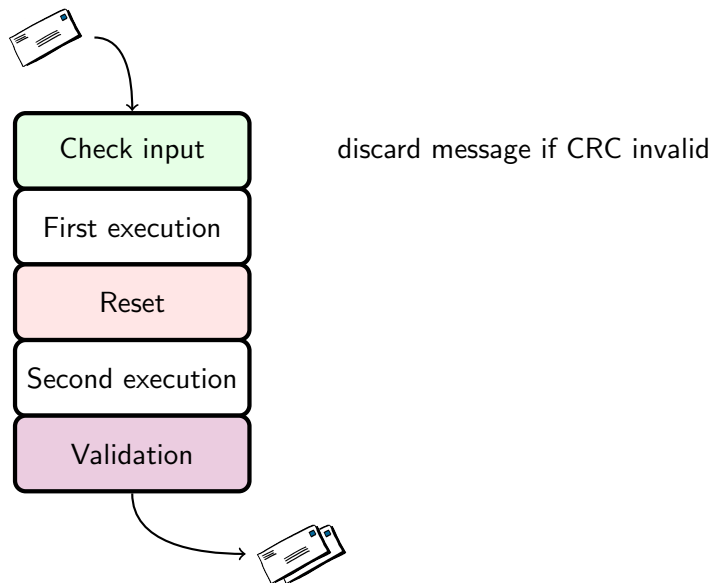 Check input
discard message if CRC invalid
First execution
Reset
Second execution
Validation